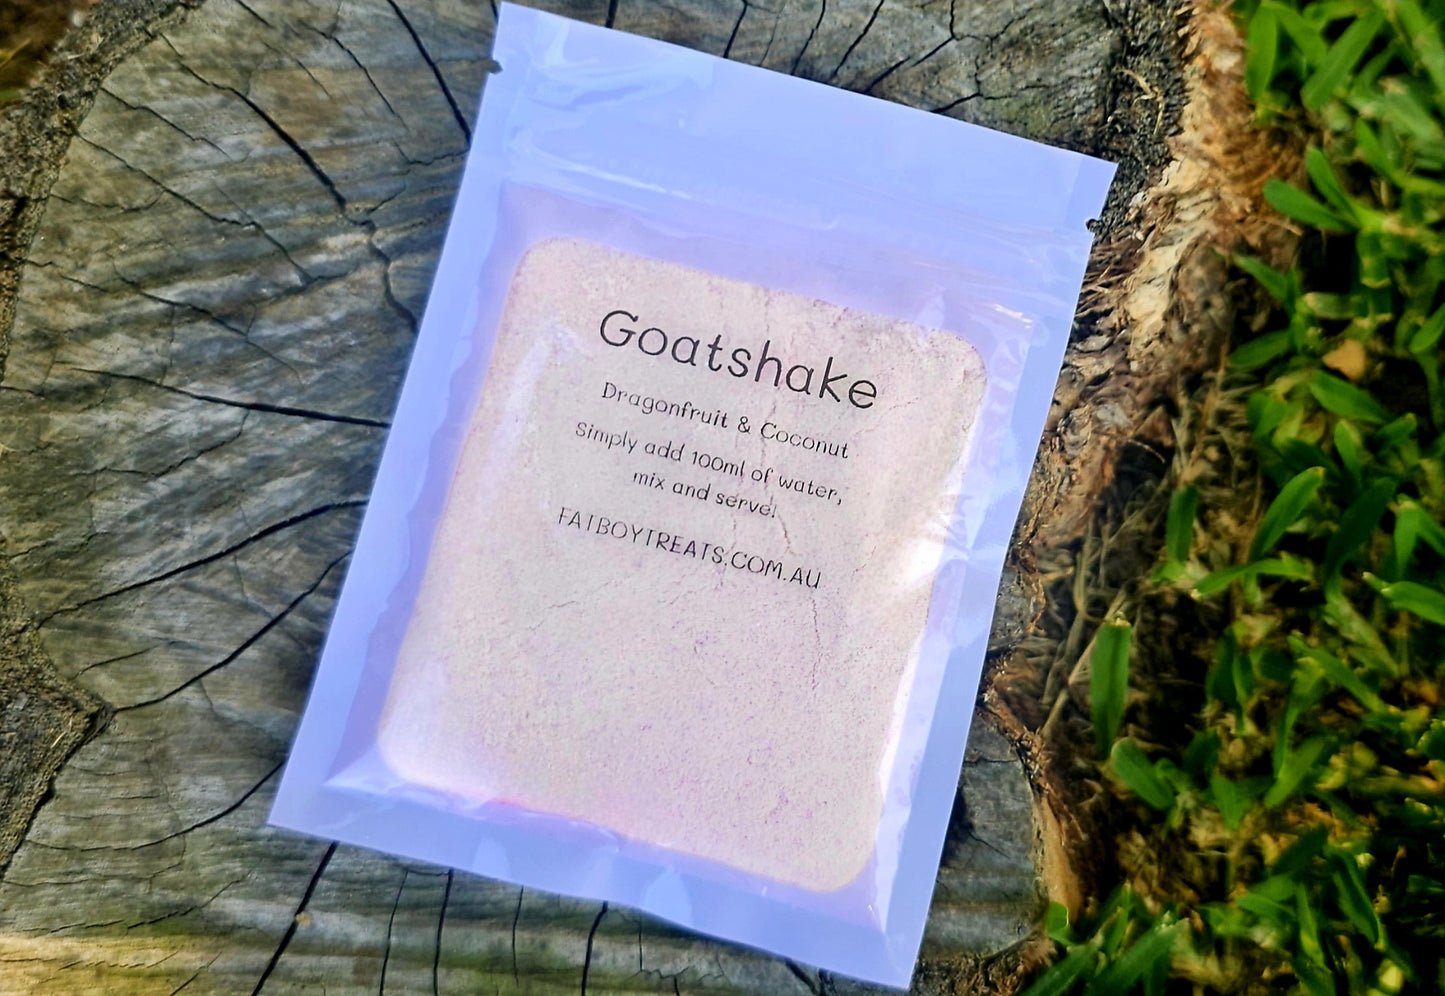 Goatshake
Dragonfruit & Coconut
Simply add 100ml of water,
mix and serve!
FATBOYTREATS.COM.AU